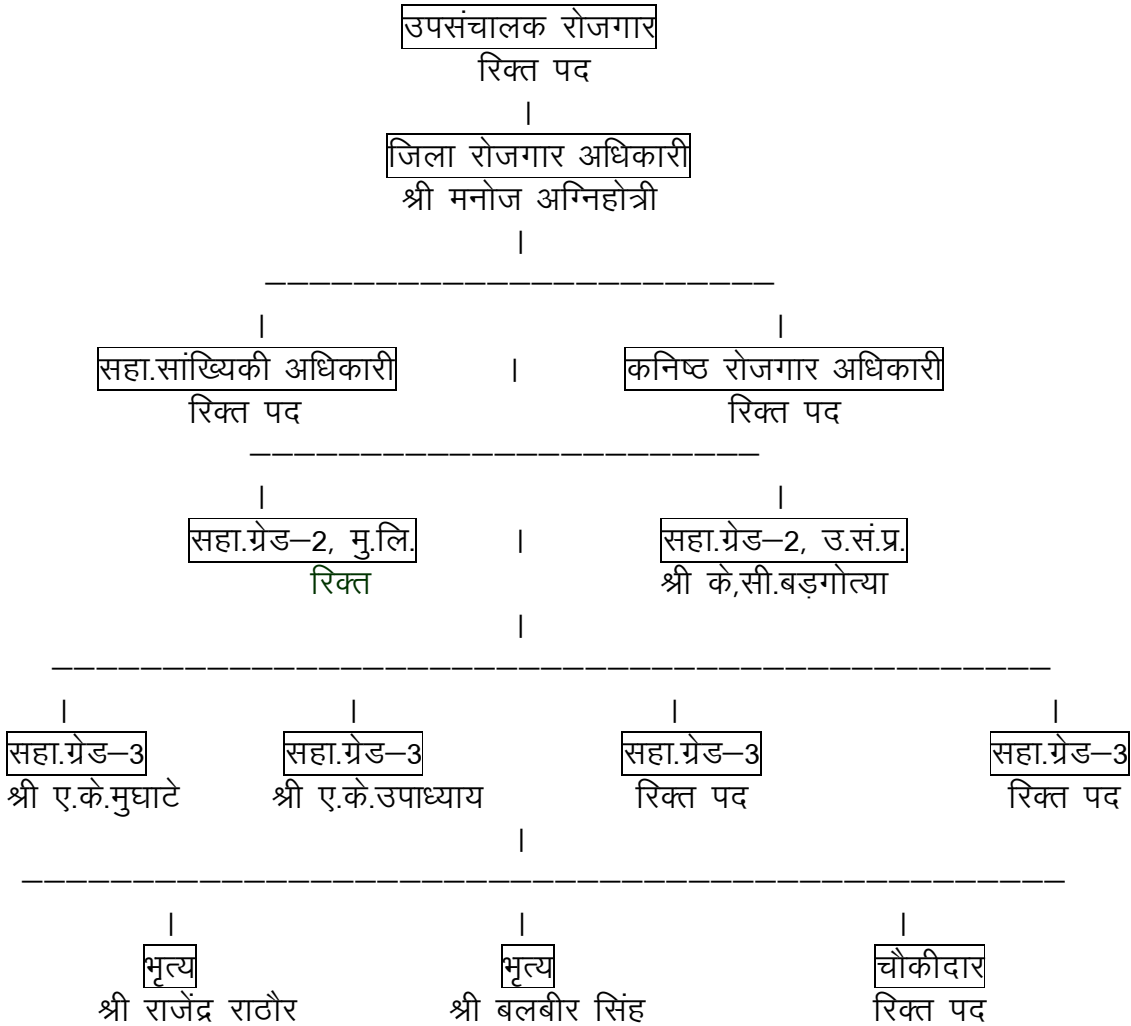 उपसंचालक रोजगार
रिक्त पद
जिला रोजगार अधिकारी
श्री मनोज अग्निहोत्री
सहा.सांख्यिकी अधिकारी कनिष्ठ रोजगार अधिकारी
रिक्त पद रिक्त पद
सहा.ग्रेड–2, मु.लि. सहा.ग्रेड–2, उ.सं.प्र.
रिक्त श्री के,सी.बड़गोत्या
सहा.ग्रेड–3 सहा.ग्रेड–3 सहा.ग्रेड–3 सहा.ग्रेड–3
श्री ए.के.मुघाटे श्री ए.के.उपाध्याय रिक्त पद रिक्त पद
भृत्य भृत्य चौकीदार
श्री राजेंद्र राठौर श्री बलबीर सिंह रिक्त पद